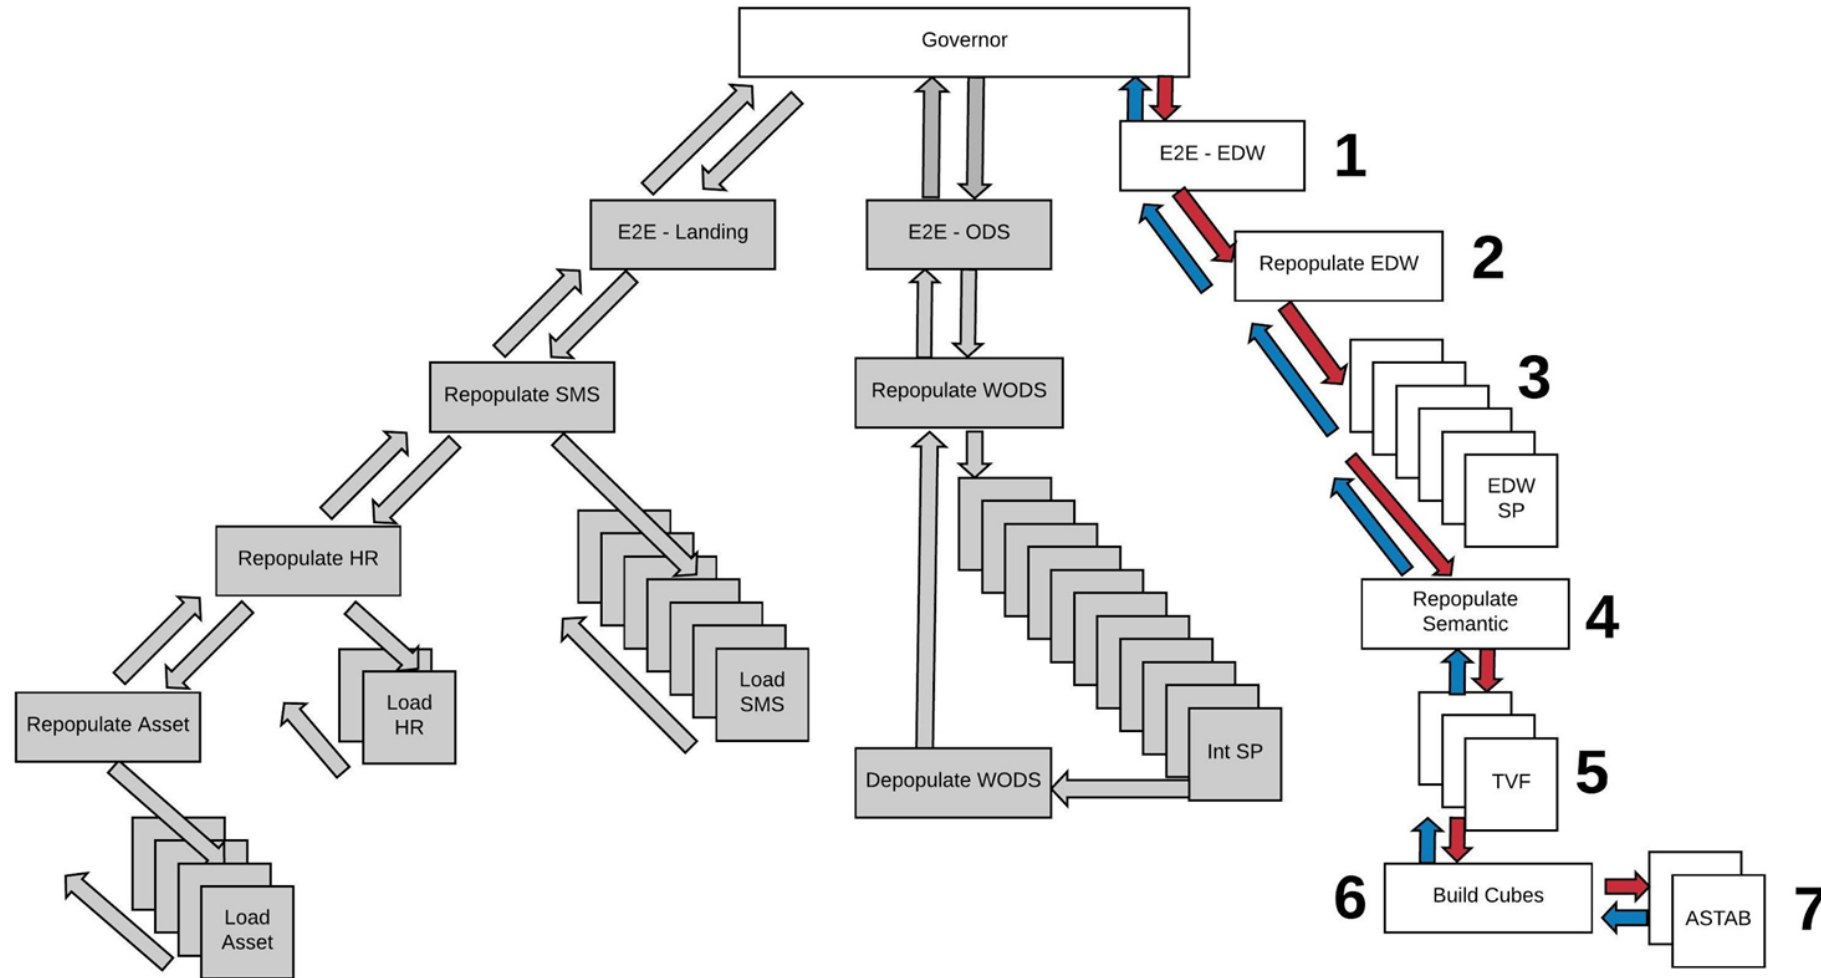 Governor
E2E - EDW
1
E2E - Landing
E2E - ODS
Repopulate EDW
2
Repopulate SMS
Repopulate WODS
3
EDW
SP
Repopulate HR
Repopulate
Semantic
4
Load
HR
Load
SMS
Repopulate Asset
Int SP
Depopulate WODS
TVF
5
Load
Asset
6
Build Cubes
ASTAB
7